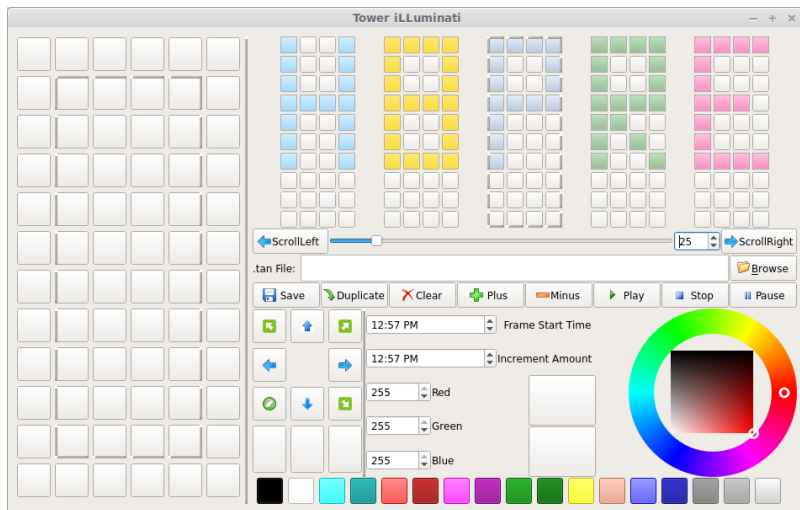 Tower iLLuminati
ScrollLeft 25 ScrollRight
.tan File: Browse
Save Duplicate Clear Plus Minus Play Stop Pause
12:57 PM Frame Start Time
12:57 PM Increment Amount
255 Red
255 Green
255 Blue